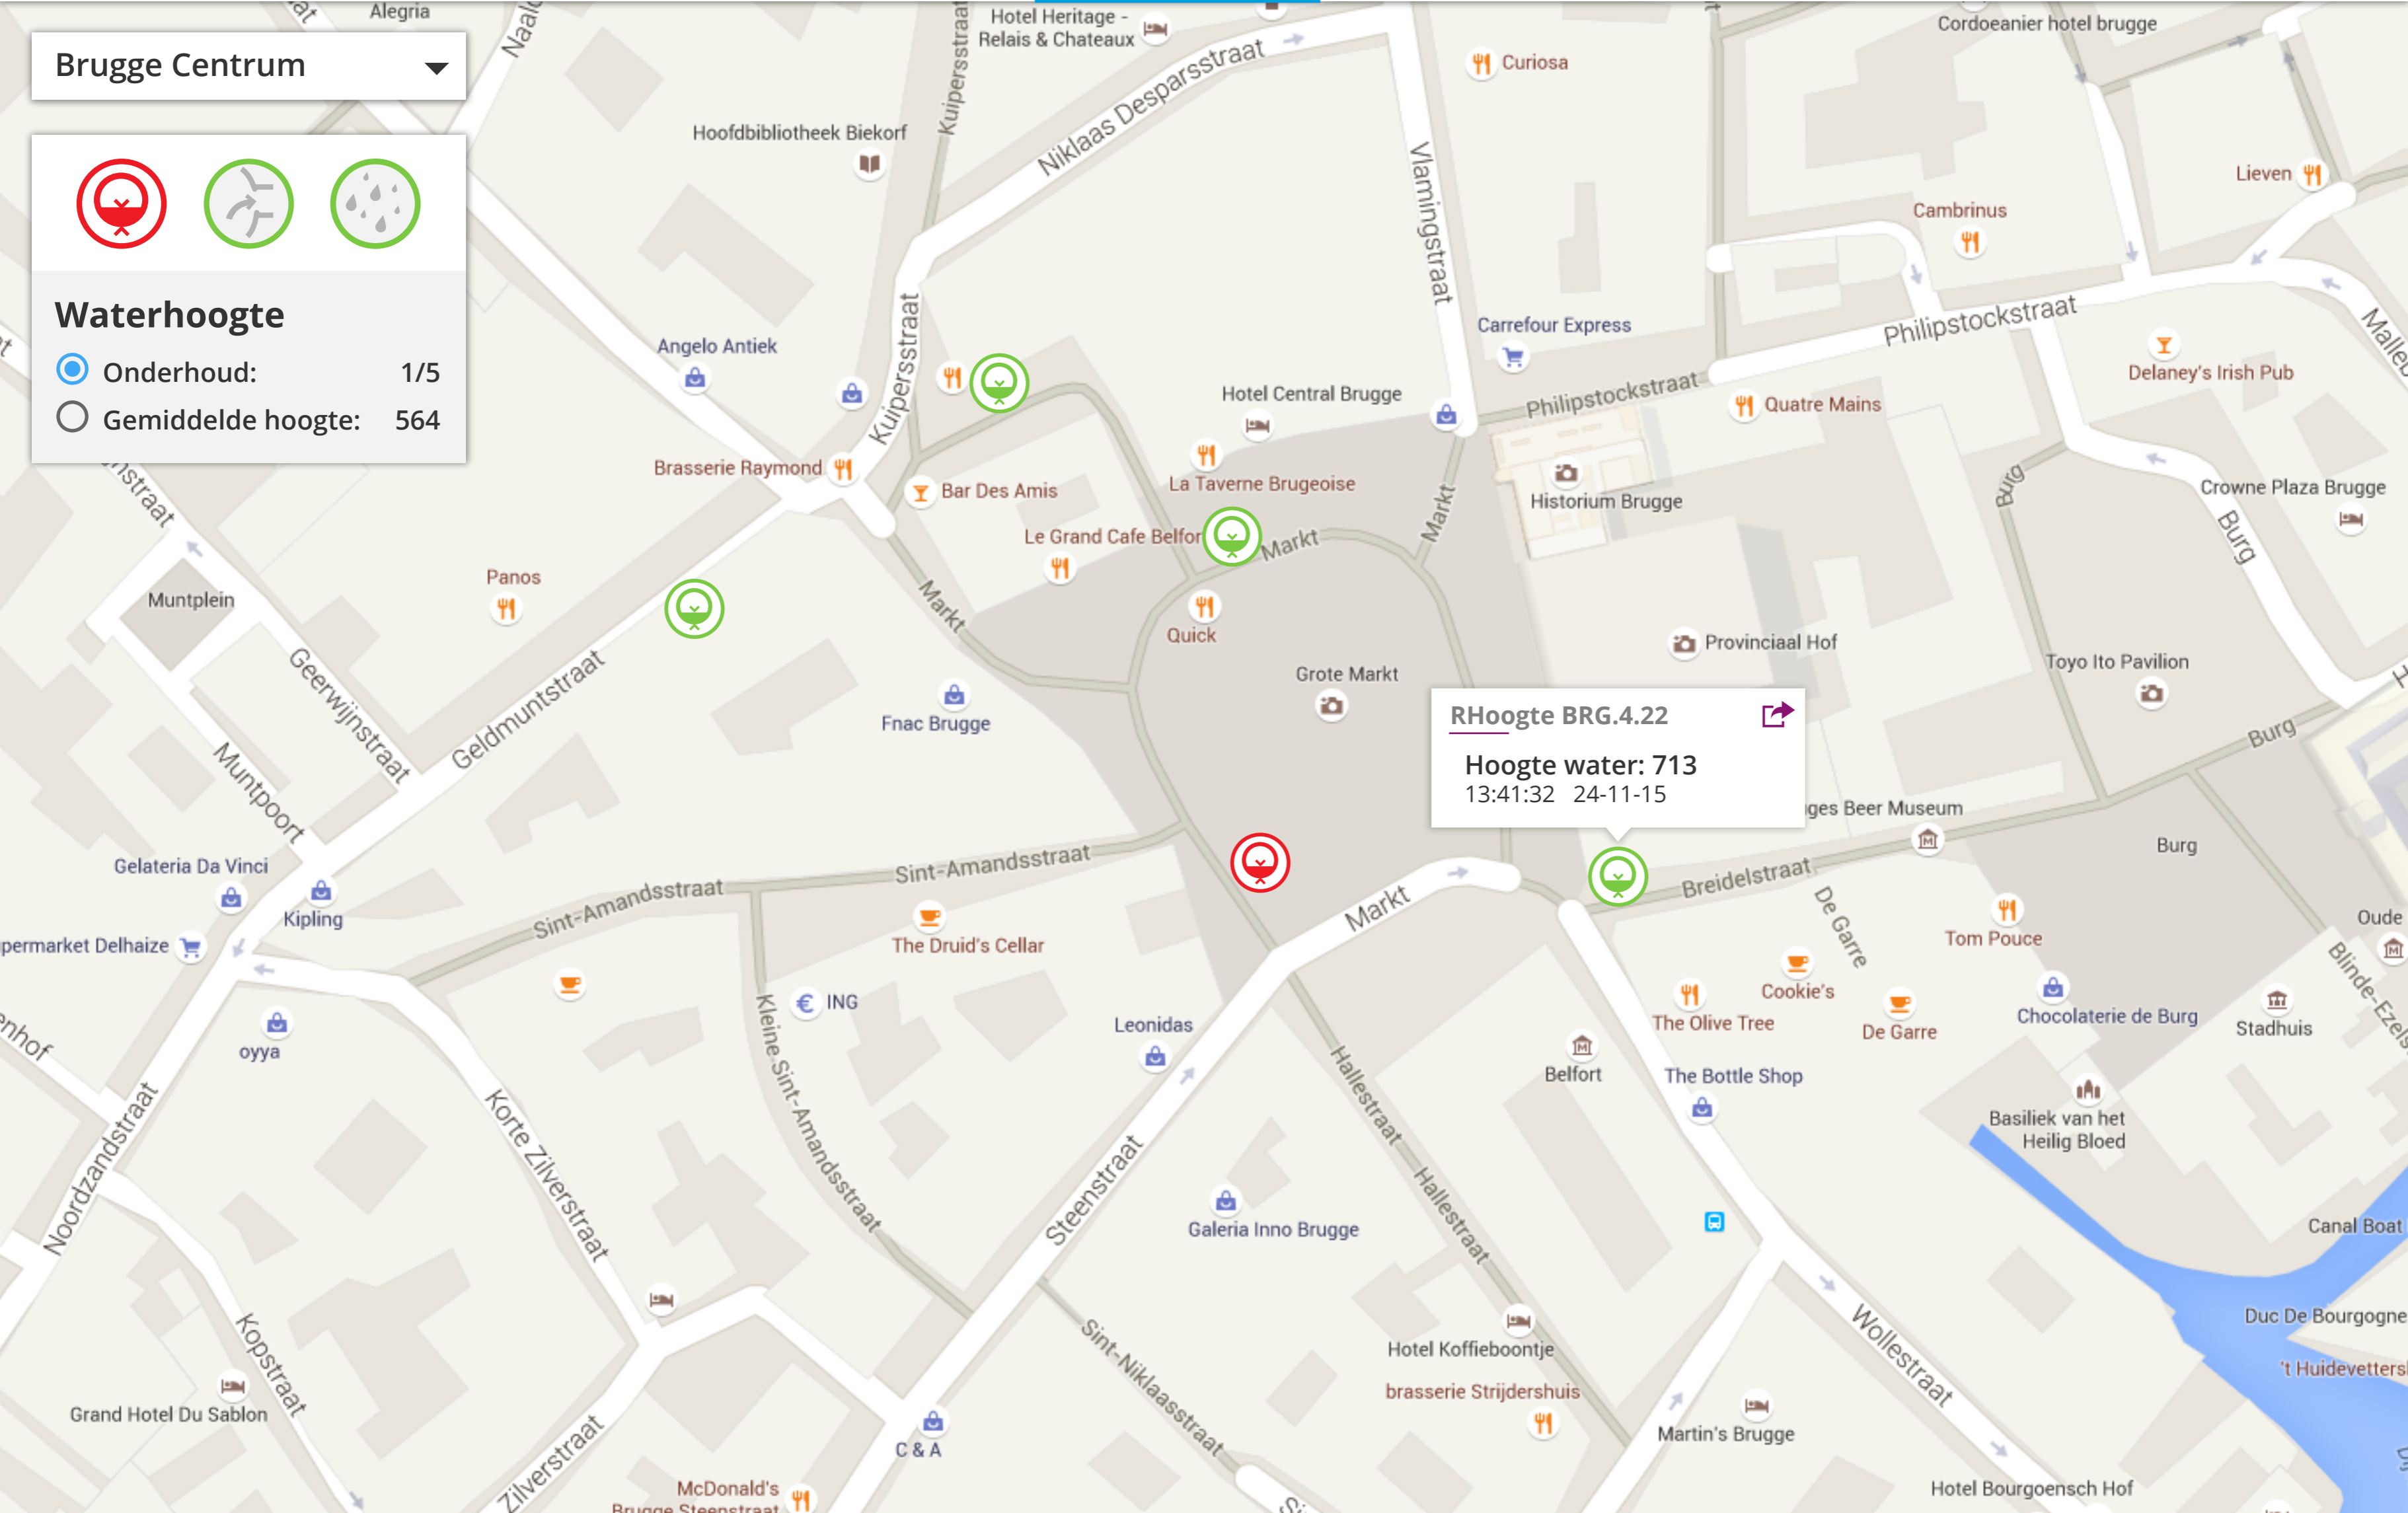 Brugge Centrum
Waterhoogte
Onderhoud: 1/5
Gemiddelde hoogte: 564
RHoogte BRG.4.22
Hoogte water: 713
13:41:32 24-11-15
Alegria
Hotel Heritage -
Relais & Chateaux
Kuipersstraat
Niklaas Desparsstraat
Curiosa
Cordoeanier hotel brugge
Hoofdbibliotheek Biekorf
Vlamingstraat
Lieven
Cambrinus
Carrefour Express
Philipstockstraat
Angelo Antiek
Kuipersstraat
Delaney's Irish Pub
Hotel Central Brugge
Philipstockstraat
Quatre Mains
Brasserie Raymond
Bar Des Amis
La Taverne Brugeoise
Markt
Historium Brugge
Burg
Crowne Plaza Brugge
Burg
Le Grand Cafe Belfor
Markt
Panos
Muntplein
Markt
Quick
Provinciaal Hof
Toyo Ito Pavilion
Grote Markt
Geerwijnstraat
Geldmuntstraat
Fnac Brugge
Burg
Muntpoort
ges Beer Museum
Burg
Gelateria Da Vinci
Sint-Amandsstraat
Breidelstraat
Kipling
Sint-Amandsstraat
Markt
De Garre
Oude
permarket Delhaize
The Druid's Cellar
Tom Pouce
Cookie's
ING
Kleine Sint-Amandsstraat
Leonidas
The Olive Tree
De Garre
Chocolaterie de Burg
Stadhuis
Blinde-Ezels
enhof
oyya
Belfort
The Bottle Shop
Hallestraat
Basiliek van het
Heilig Bloed
Noordzandstraat
Korte Zilverstraat
Steenstraat
Galeria Inno Brugge
Hallestraat
Canal Boat
Duc De Bourgogne
Kopstraat
Sint-Niklaasstraat
Hotel Koffieboontje
Wollestraat
't Huidevetters
brasserie Strijdershuis
Grand Hotel Du Sablon
Martin's Brugge
Zilverstraat
C & A
McDonald's
Brugge Steenstraat
Hotel Bourgoensch Hof